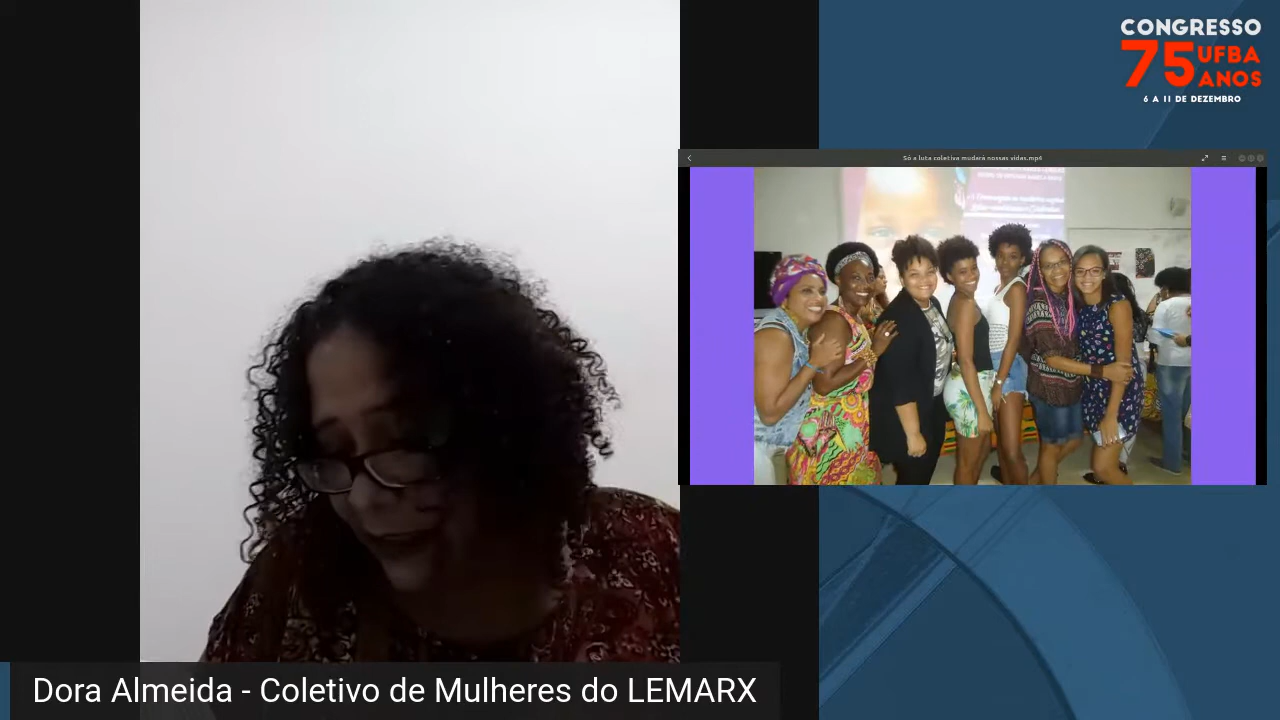 CONGRESSO
75 UFBA
ANOS
6 A 11 DE DEZEMBRO
Só a luta coletiva mudará nossas vidas.mp4
Dora Almeida - Coletivo de Mulheres do LEMARX